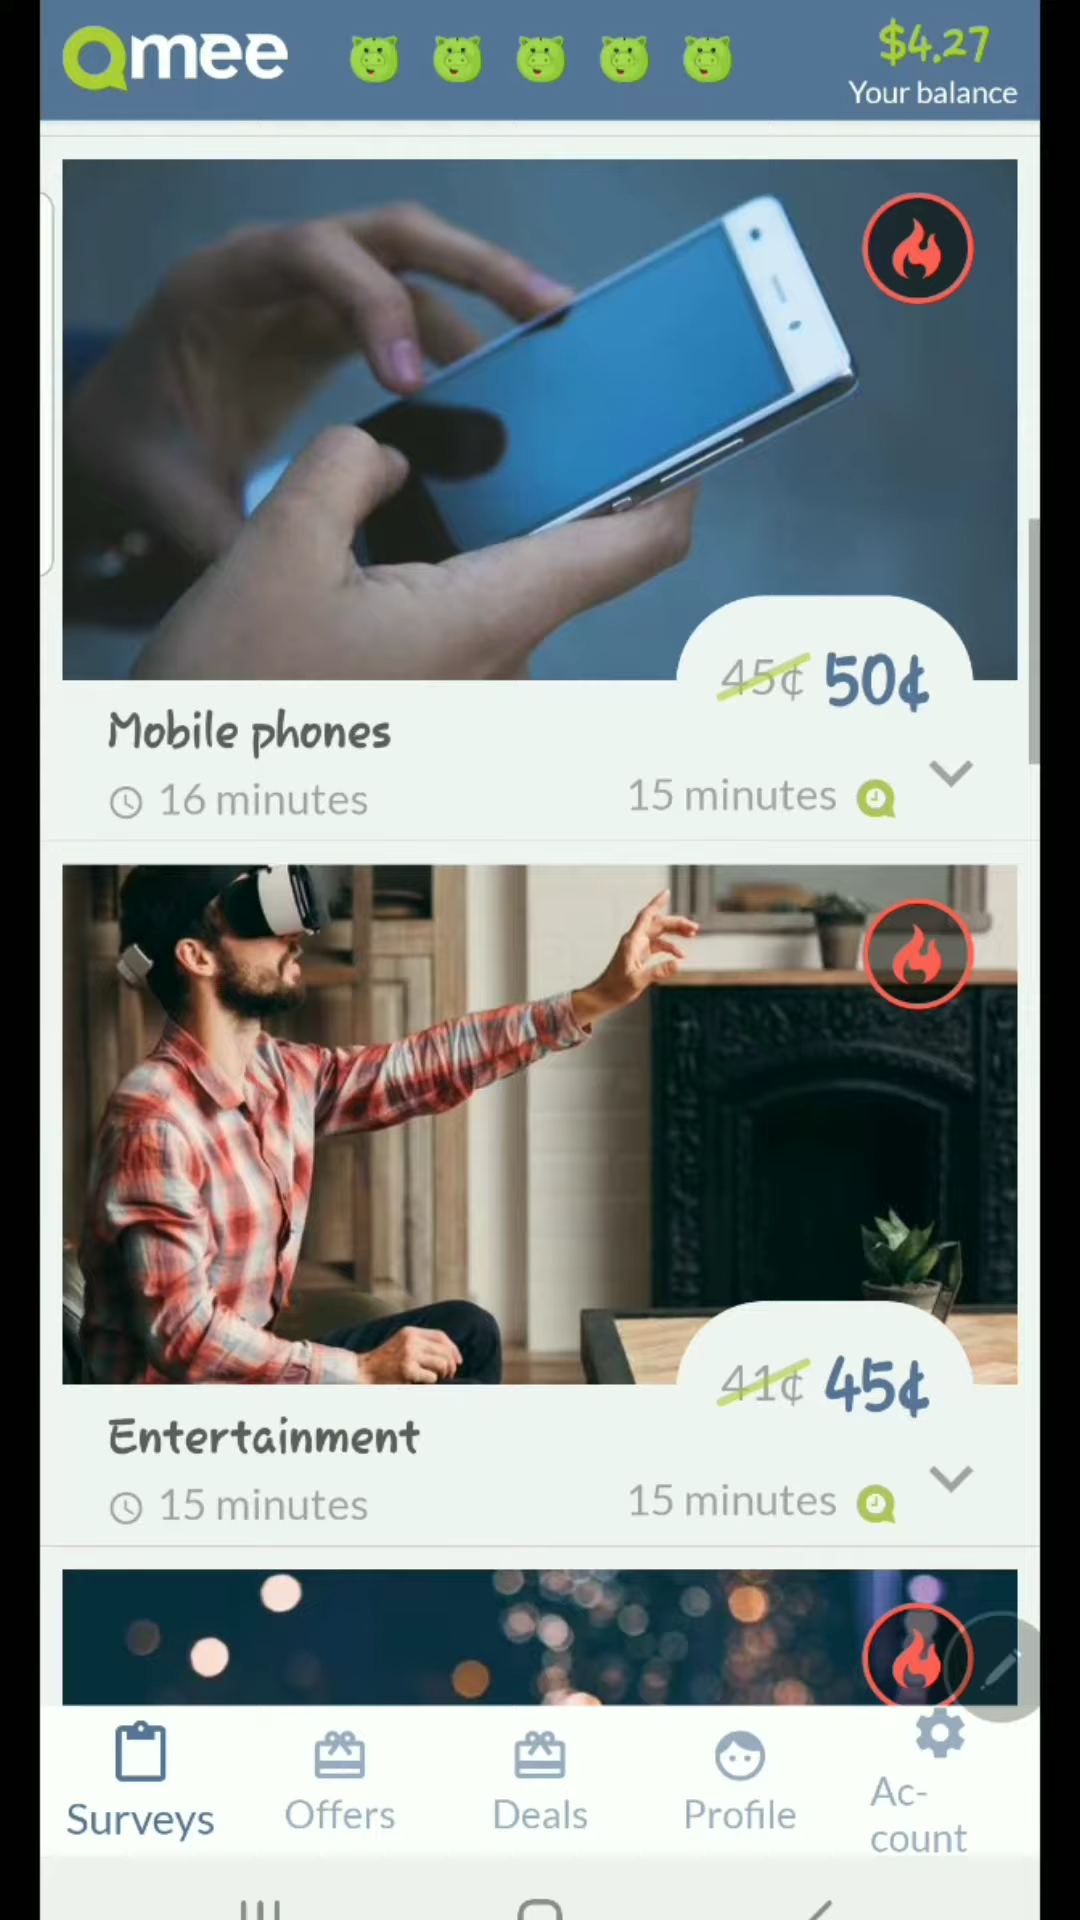 Qmee
$4.27
Your balance
45¢ 50¢
Mobile phones
16 minutes
15 minutes
41¢ 45¢
Entertainment
15 minutes
15 minutes
Surveys
Offers
Deals
Profile
Ac-
count